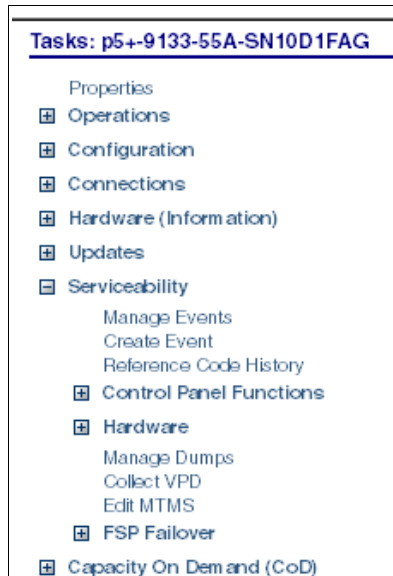 Tasks: p5+-9133-55A-SN10D1FAG
Properties
Operations
Configuration
Connections
Hardware (Information)
Updates
Serviceability
Manage Events
Create Event
Reference Code History
Control Panel Functions
Hardware
Manage Dumps
Collect VPD
Edit MTMS
FSP Failover
Capacity On Demand (CoD)